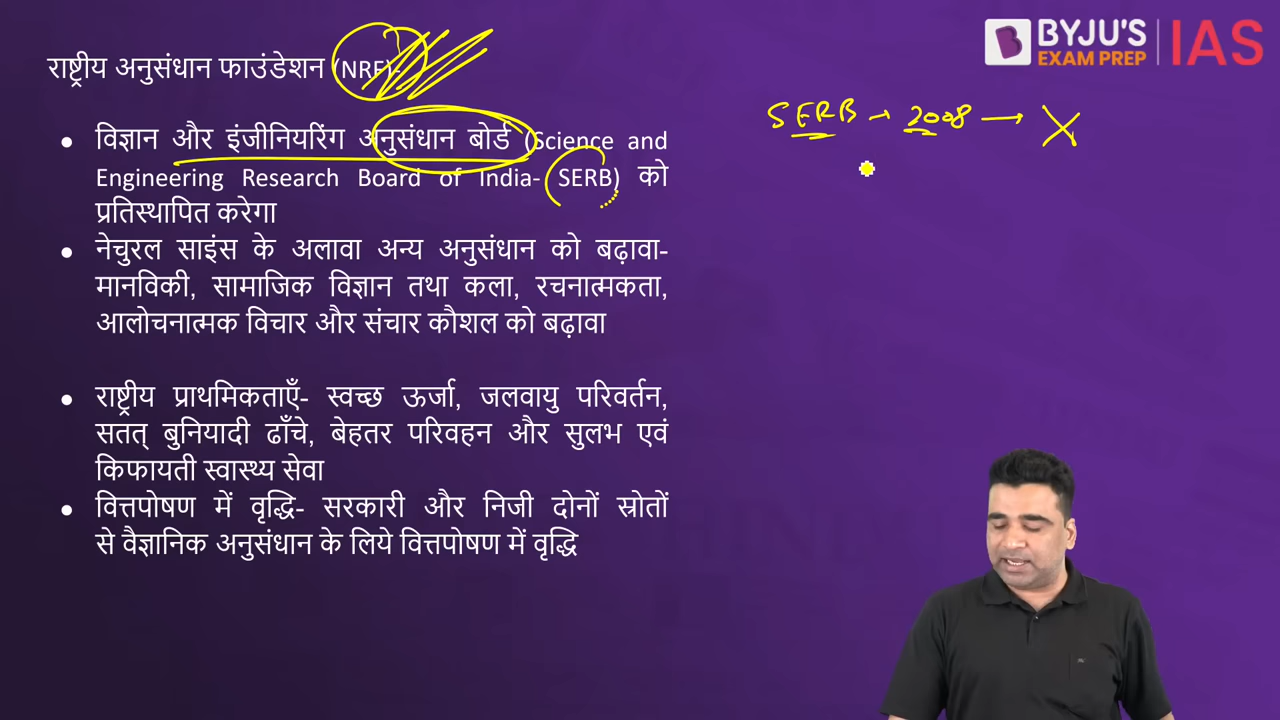 राष्ट्रीय अनुसंधान फाउंडेशन (NRF)-
BYJU'S
EXAM PREP
IAS
SERB → 2008 → X
● विज्ञान और इंजीनियरिंग अनुसंधान बोर्ड (Science and
Engineering Research Board of India- SERB) को
प्रतिस्थापित करेगा
● नेचुरल साइंस के अलावा अन्य अनुसंधान को बढ़ावा-
मानविकी, सामाजिक विज्ञान तथा कला, रचनात्मकता,
आलोचनात्मक विचार और संचार कौशल को बढ़ावा
● राष्ट्रीय प्राथमिकताएँ- स्वच्छ ऊर्जा, जलवायु परिवर्तन,
सतत् बुनियादी ढाँचे, बेहतर परिवहन और सुलभ एवं
किफायती स्वास्थ्य सेवा
● वित्तपोषण में वृद्धि- सरकारी और निजी दोनों स्रोतों
से वैज्ञानिक अनुसंधान के लिये वित्तपोषण में वृद्धि